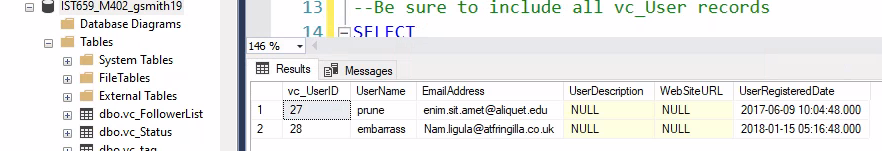 IST659_M402_gsmith19
Database Diagrams
Tables
System Tables
FileTables
External Tables
dbo.vc_FollowerList
dbo.vc_Status
dbo.vc_tag
13 --Be sure to include all vc_User records
14 SELECT
146 %
Results Messages
vc_UserID UserName EmailAddress UserDescription WebSiteURL UserRegisteredDate
1 27 prune enim.sit.amet@aliquet.edu NULL NULL 2017-06-09 10:04:48.000
2 28 embarrass Nam.ligula@atfringilla.co.uk NULL NULL 2018-01-15 05:16:48.000